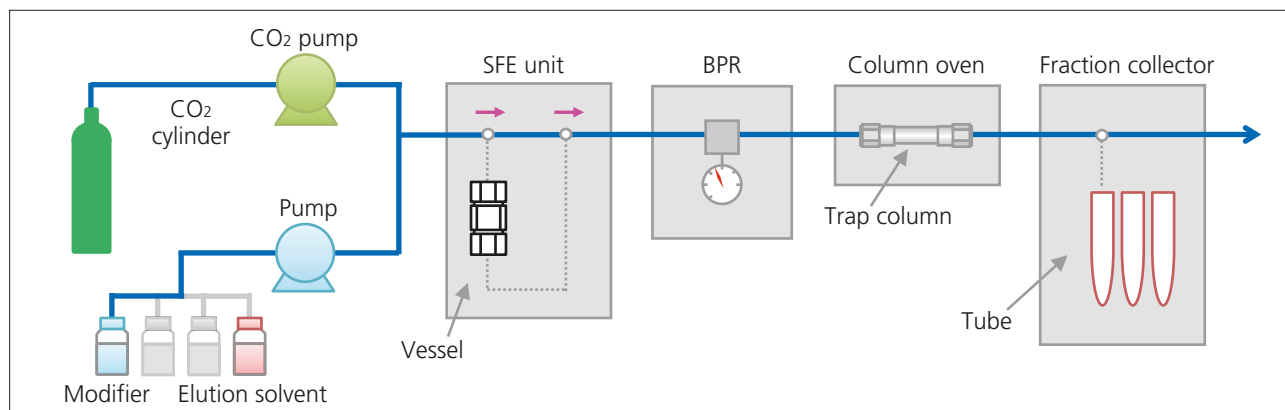 CO₂ pump
SFE unit
BPR
Column oven
Fraction collector
CO₂
cylinder
Pump
Trap column
Tube
Vessel
Modifier
Elution solvent